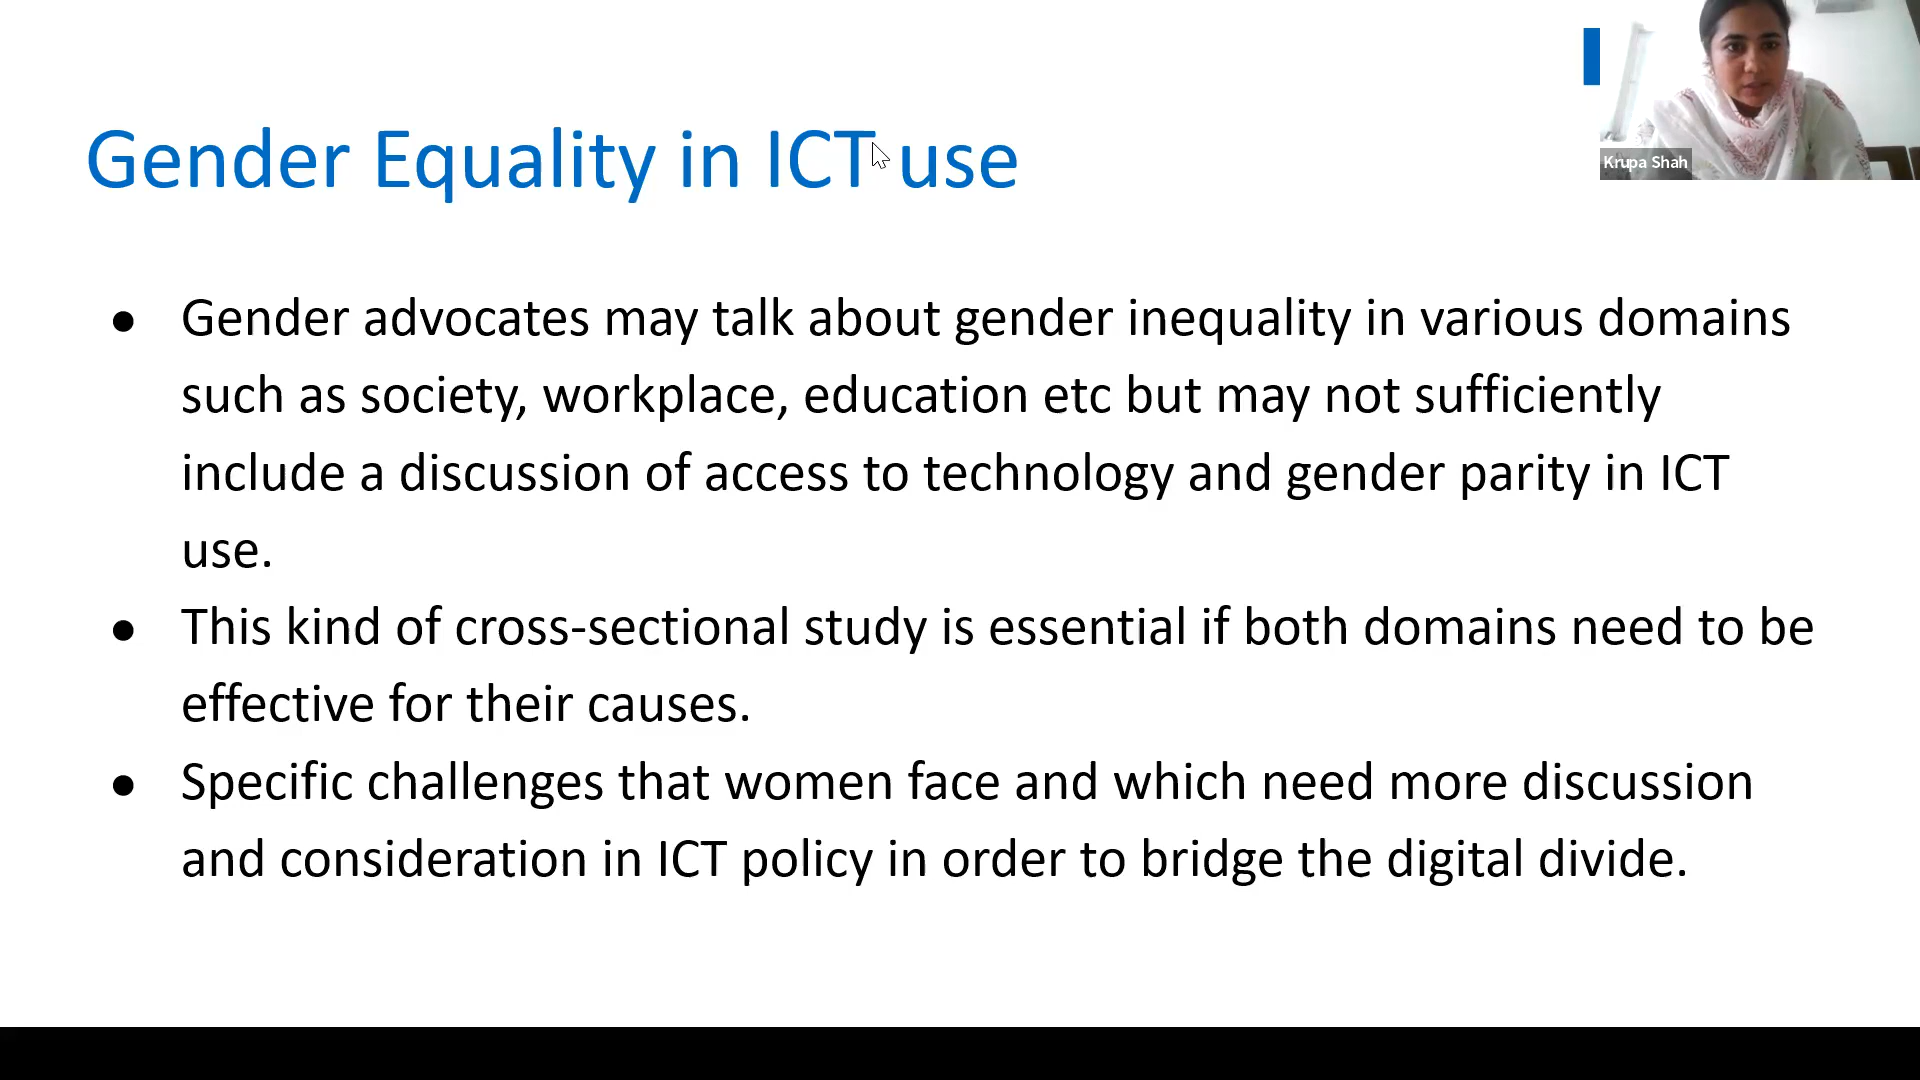 Krupa Shah
Gender Equality in ICT use
● Gender advocates may talk about gender inequality in various domains
such as society, workplace, education etc but may not sufficiently
include a discussion of access to technology and gender parity in ICT
use.
● This kind of cross-sectional study is essential if both domains need to be
effective for their causes.
● Specific challenges that women face and which need more discussion
and consideration in ICT policy in order to bridge the digital divide.